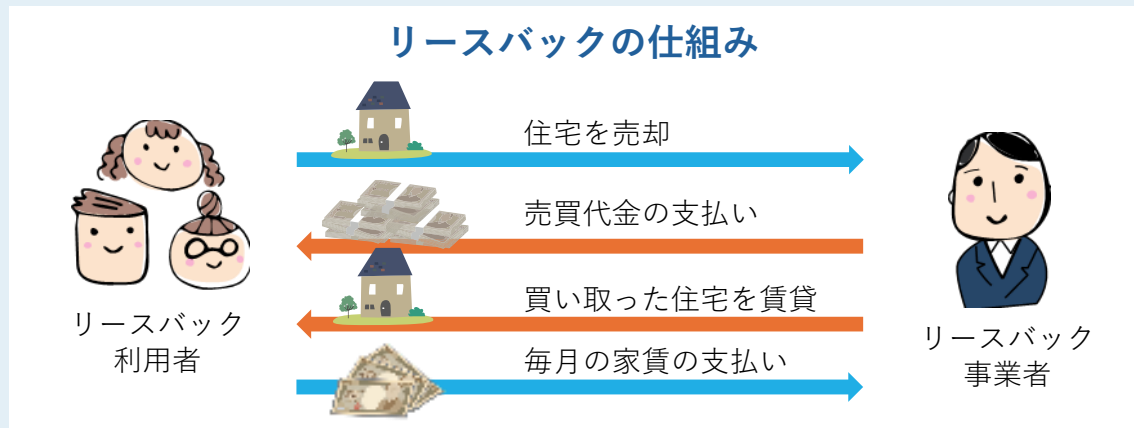 リースバックの仕組み
住宅を売却
売買代金の支払い
買い取った住宅を賃貸
毎月の家賃の支払い
リースバック
利用者
リースバック
事業者